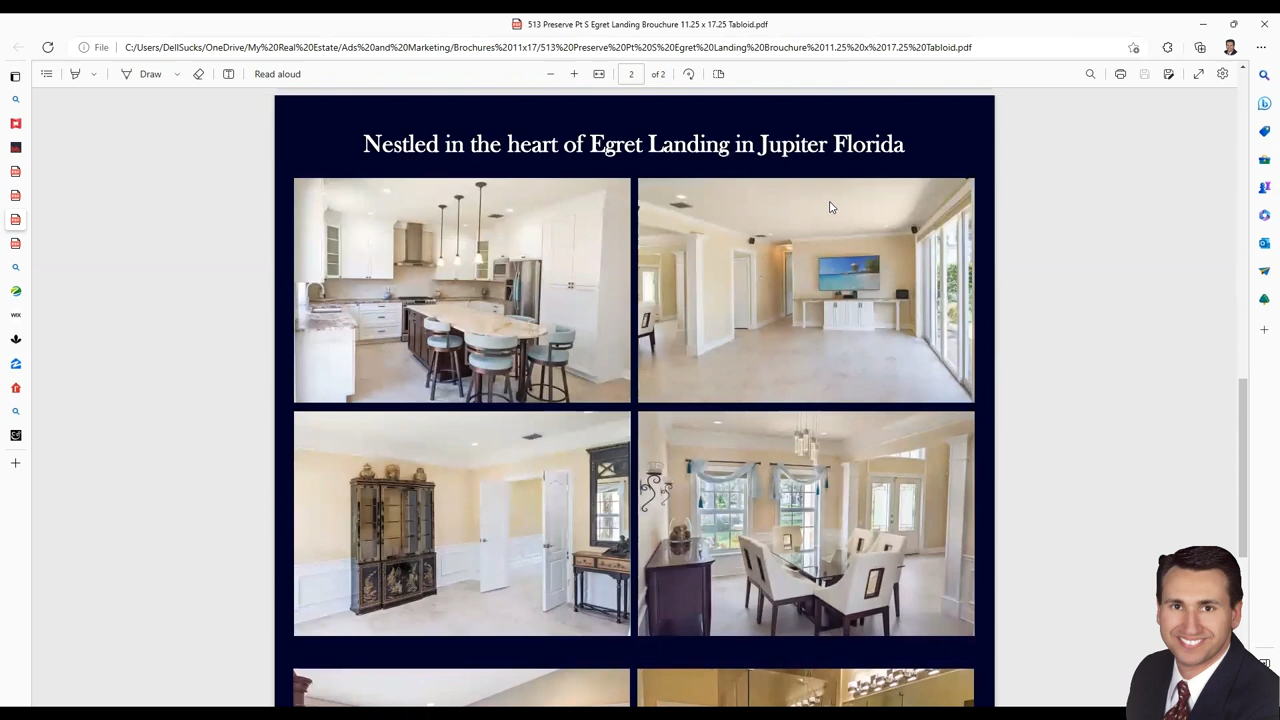 513 Preserve Pt S Egret Landing Brouchure 11.25 x 17.25 Tabloid.pdf
File
C:/Users/DellSucks/OneDrive/My%20Real%20Estate/Ads%20and%20Marketing/Brochures%2011x17/513%20Preserve%20Pt%20S%20Egret%20Landing%20Brouchure%2011.25%20x%2017.25%20Tabloid.pdf
Draw
Read aloud
2
of 2
WIX
Nestled in the heart of Egret Landing in Jupiter Florida